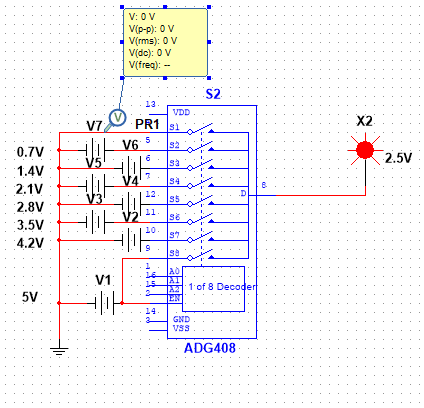 V: 0 V
V(p-p): 0 V
V(rms): 0 V
V(dc): 0 V
V(freq): --
S2
V
PR1
13
VDD
X2
V7
S1
V6
5
S2
0.7V
2.5V
V5
6
S3
1.4V
V4
7
S4
2.1V
8
D
V3
12
S5
2.8V
V2
11
S6
3.5V
10
S7
4.2V
9
S8
V1
1
A0
16
A1
15
A2
2
EN
1 of 8 Decoder
5V
14
GND
3
VSS
ADG408